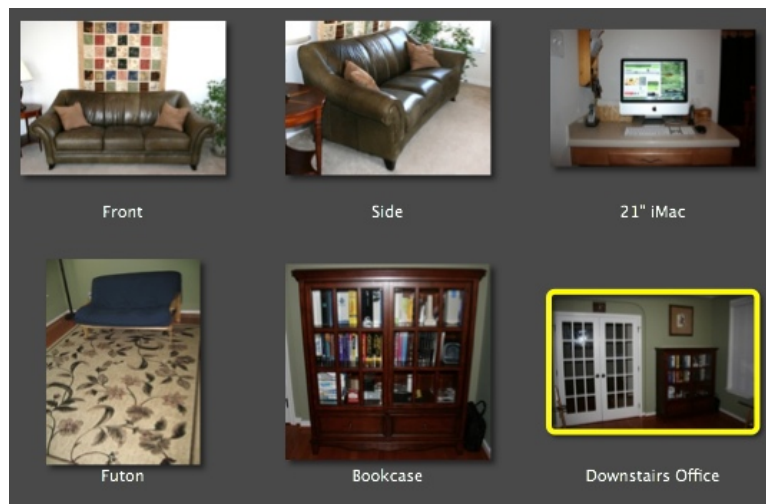 Front
Side
21" iMac
Futon
Bookcase
Downstairs Office